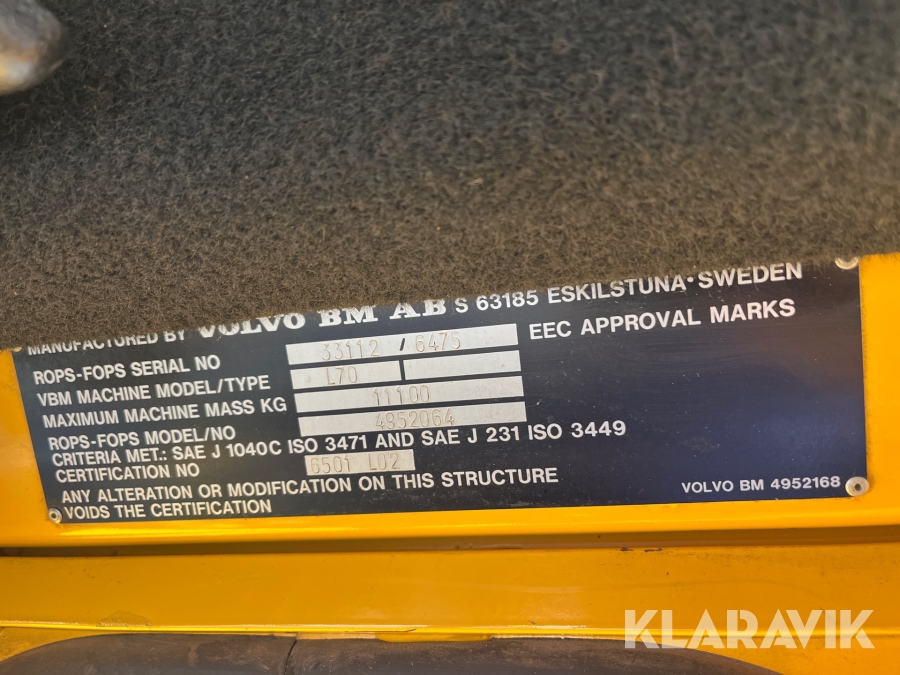 MANUFACTURED BY VOLVO BM AB S 63185 ESKILSTUNA·SWEDEN
ROPS-FOPS SERIAL NO 33112 / 6475 EEC APPROVAL MARKS
VBM MACHINE MODEL/TYPE L70
MAXIMUM MACHINE MASS KG 11100
ROPS-FOPS MODEL/NO 4952064
CRITERIA MET.: SAE J 1040C ISO 3471 AND SAE J 231 ISO 3449
CERTIFICATION NO 6501 L02
ANY ALTERATION OR MODIFICATION ON THIS STRUCTURE
VOIDS THE CERTIFICATION
VOLVO BM 4952168
KLARAVIK